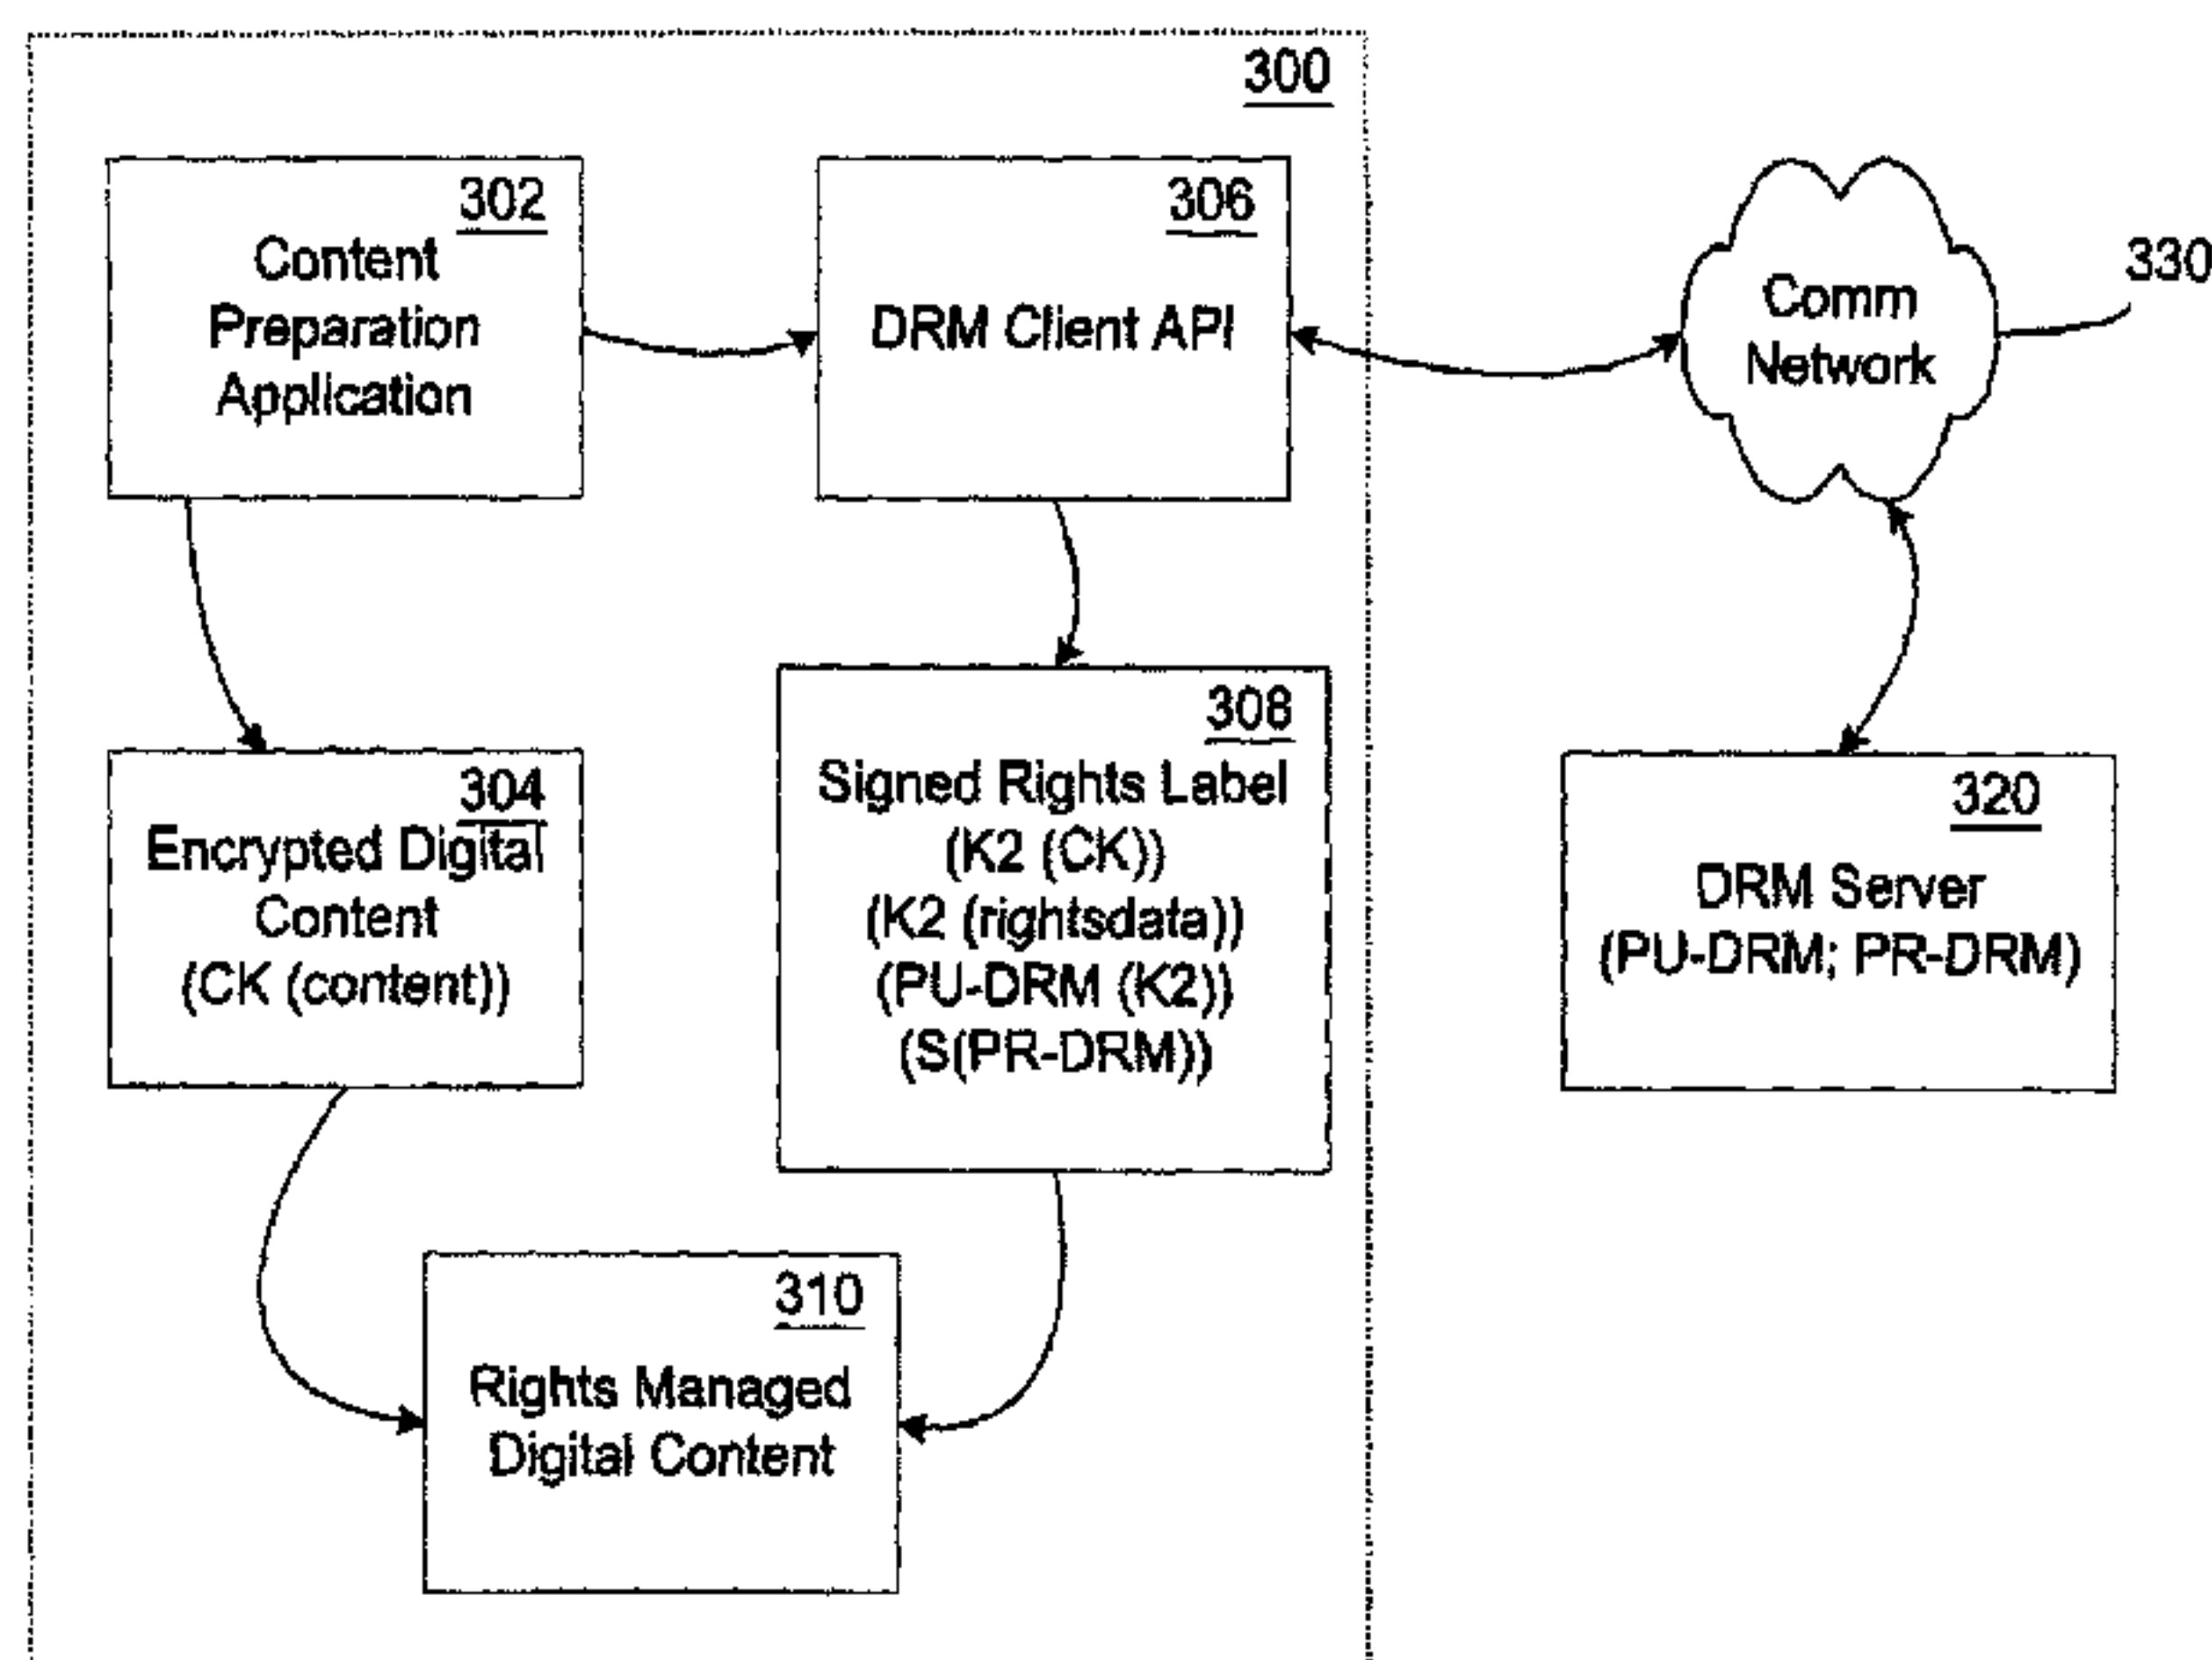 300
302
Content
Preparation
Application
306
DRM Client API
Comm
Network
330
304
Encrypted Digital
Content
(CK (content))
308
Signed Rights Label
(K2 (CK))
(K2 (rightsdata))
(PU-DRM (K2))
(S(PR-DRM))
320
DRM Server
(PU-DRM; PR-DRM)
310
Rights Managed
Digital Content